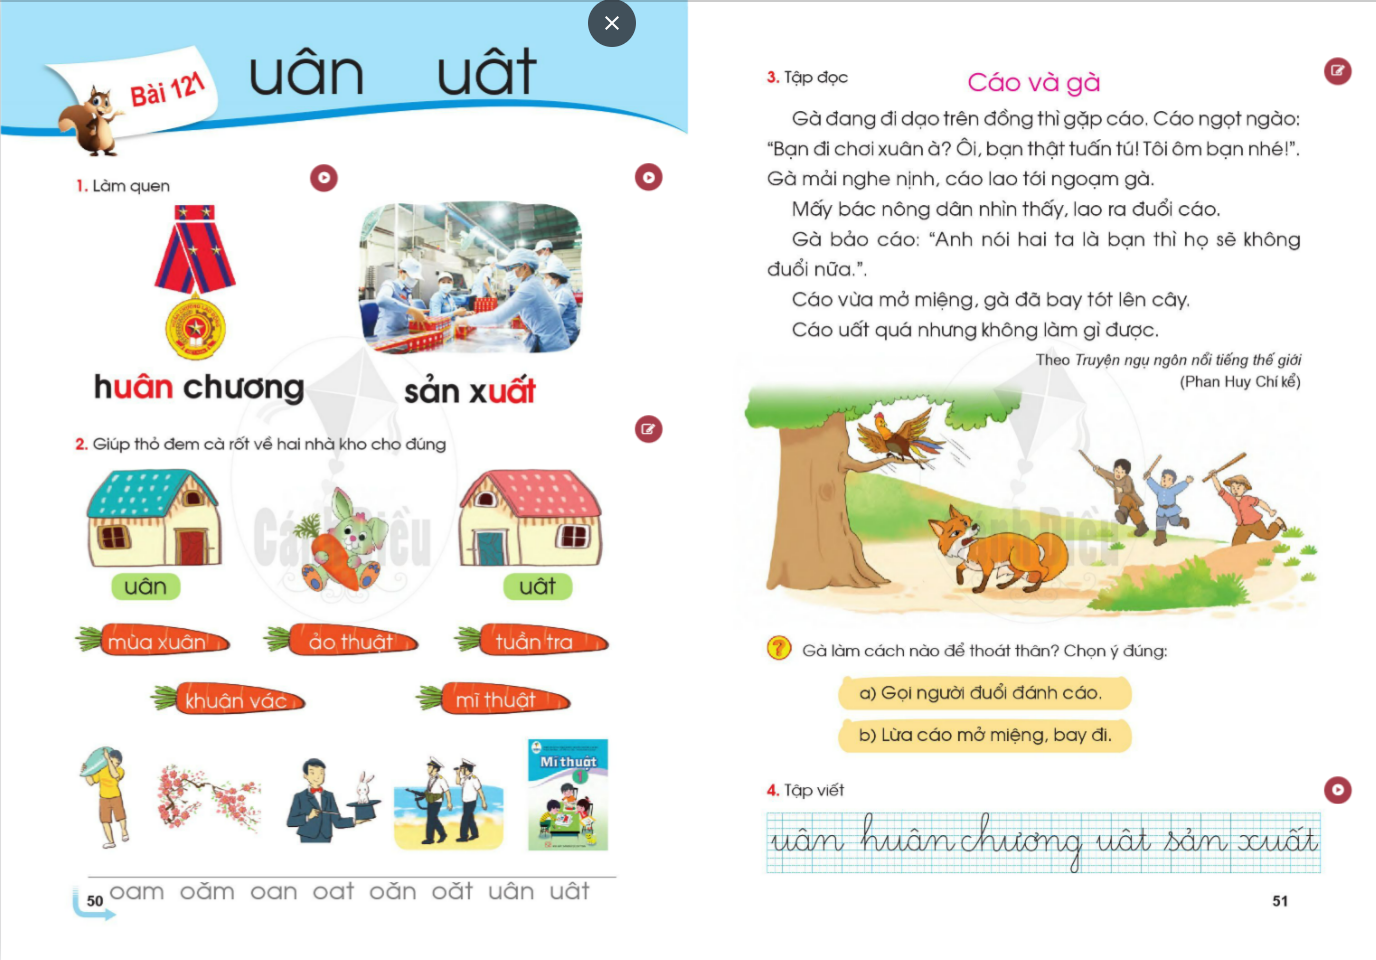 Bài 121
uân uât
1. Làm quen
huân chương
sản xuất
2. Giúp thỏ đem cà rốt về hai nhà kho cho đúng
uân
uât
mùa xuân
ảo thuật
tuần tra
khuân vác
mĩ thuật
Mĩ thuật
1
oam oăm oan oat oăn oăt uân uât
50
3. Tập đọc
Cáo và gà
Gà đang đi dạo trên đồng thì gặp cáo. Cáo ngọt ngào:
“Bạn đi chơi xuân à? Ôi, bạn thật tuấn tú! Tôi ôm bạn nhé!”.
Gà mải nghe nịnh, cáo lao tới ngoạm gà.
Mấy bác nông dân nhìn thấy, lao ra đuổi cáo.
Gà bảo cáo: “Anh nói hai ta là bạn thì họ sẽ không
đuổi nữa.”.
Cáo vừa mở miệng, gà đã bay tót lên cây.
Cáo uất quá nhưng không làm gì được.
Theo Truyện ngụ ngôn nổi tiếng thế giới
(Phan Huy Chí kể)
Cánh Diều
Cánh Diều
? Gà làm cách nào để thoát thân? Chọn ý đúng:
a) Gọi người đuổi đánh cáo.
b) Lừa cáo mở miệng, bay đi.
4. Tập viết
uân huân chương uât sản xuất
51